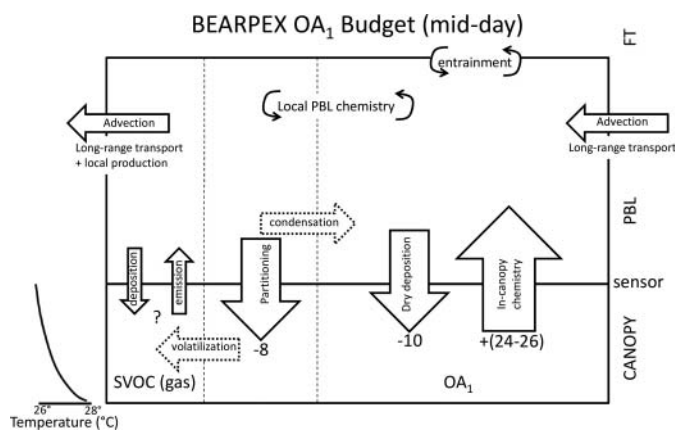 BEARPEX OA₁ Budget (mid-day)
FT
entrainment
Local PBL chemistry
Advection
Long-range transport
+ local production
Advection
Long-range transport
PBL
condensation
deposition
emission
Partitioning
Dry deposition
In-canopy
chemistry
sensor
?
volatilization
-8
-10
+(24-26)
CANOPY
SVOC (gas)
OA₁
26° 28°
Temperature (°C)